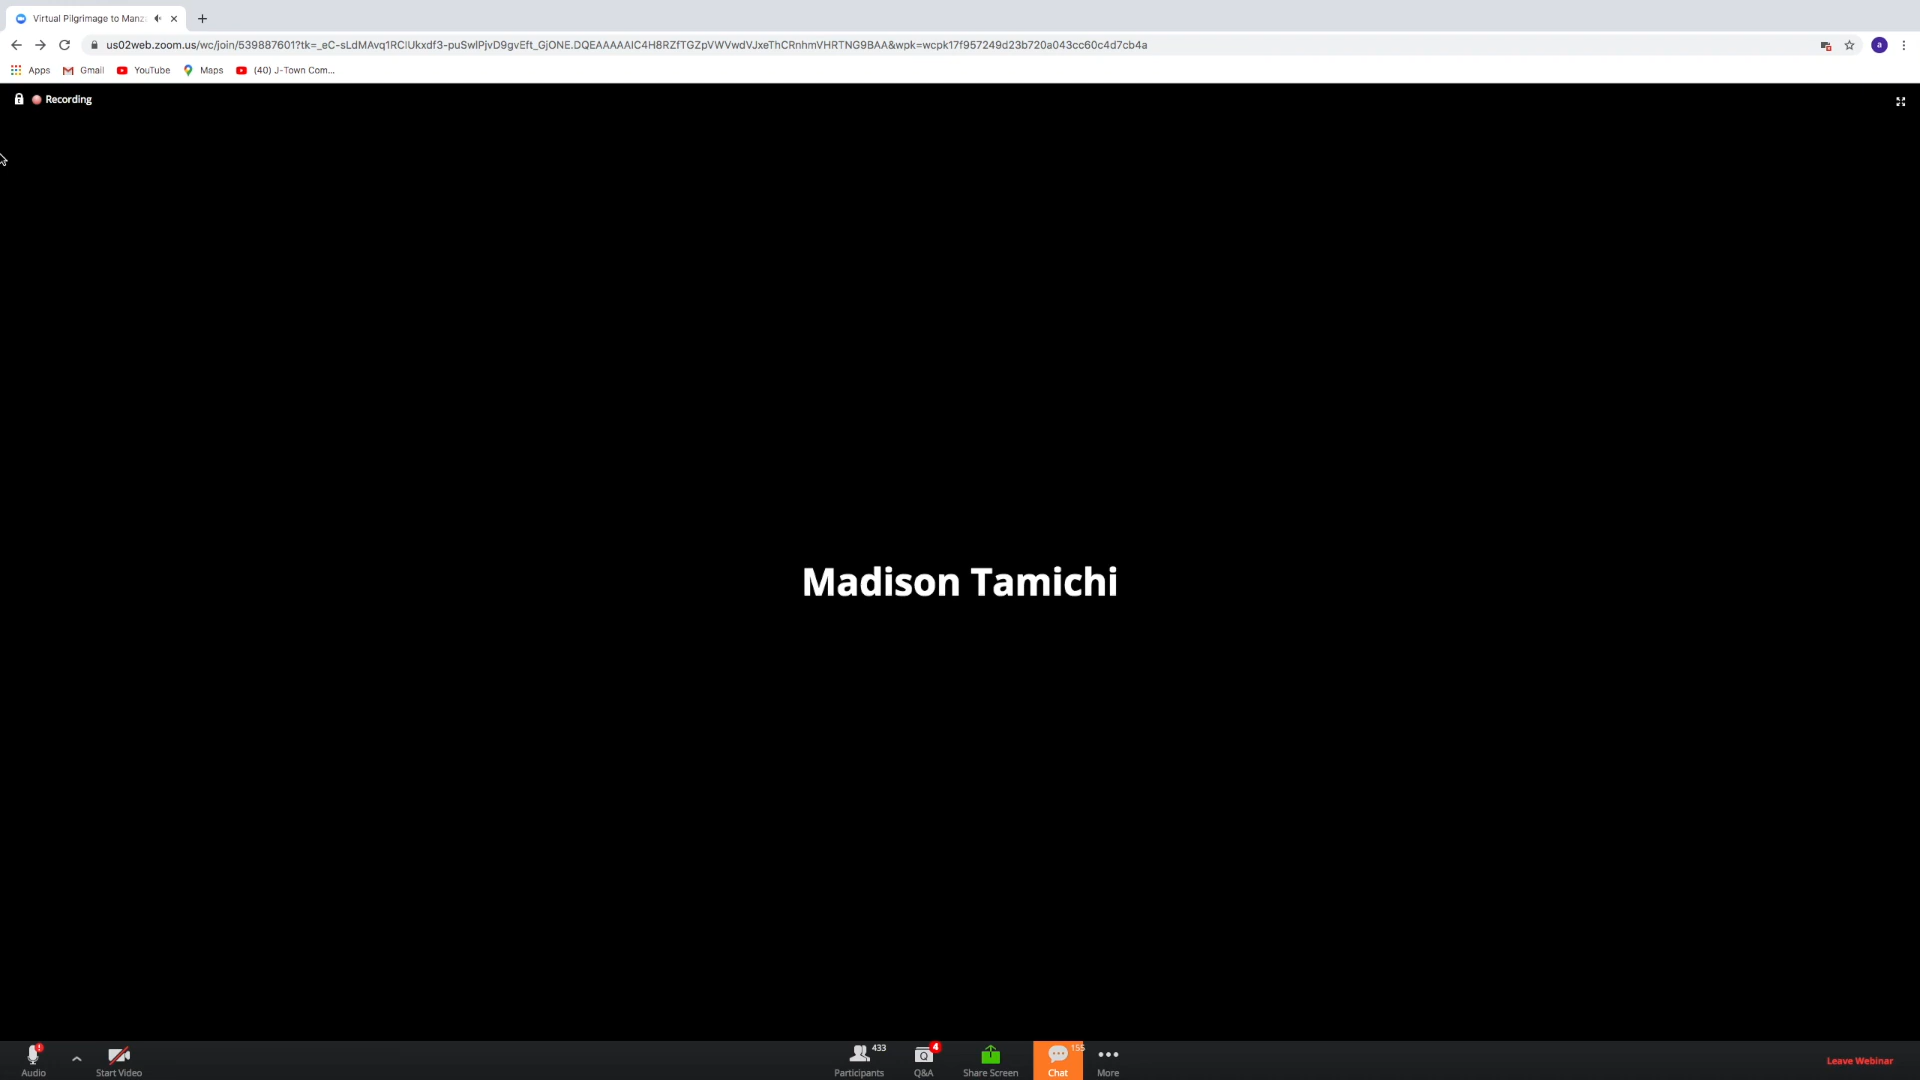 Virtual Pilgrimage to Manz
us02web.zoom.us/wc/join/539887601?tk=_eC-sLdMAvq1RClUkxdf3-puSwlPjvD9gvEft_GjONE.DQEAAAAAIC4H8RZfTGZpVWVwdVJxeThCRnhmVHRTNG9BAA&wpk=wcpk17f957249d23b720a043cc60c4d7cb4a
a
Apps Gmail YouTube Maps (40) J-Town Com...
Recording
Madison Tamichi
433 4 155
Audio Start Video Participants Q&A Share Screen Chat More Leave Webinar